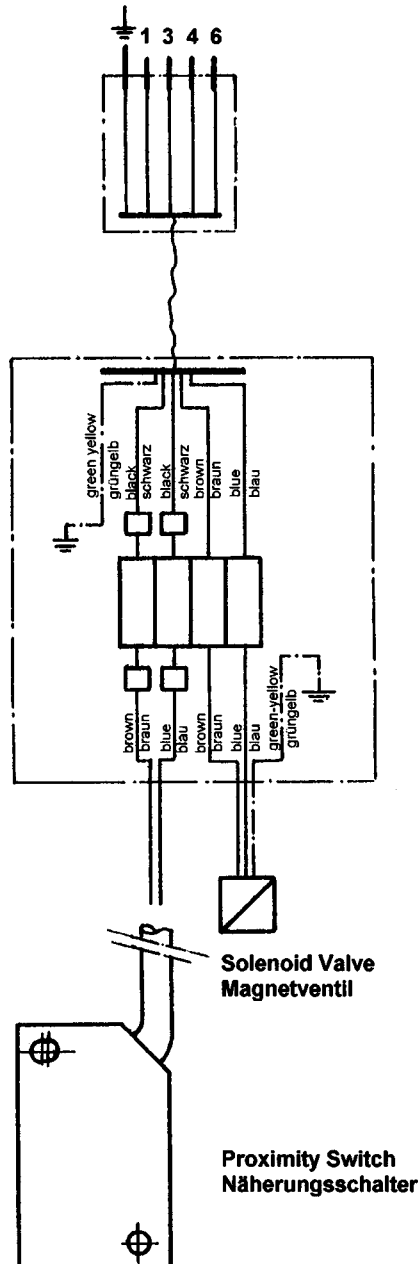 1 3 4 6
green yellow
grüngelb
black
schwarz
black
schwarz
brown
braun
blue
blau
brown
braun
blue
blau
brown
braun
blue
blau
green-yellow
grüngelb
Solenoid Valve
Magnetventil
Proximity Switch
Näherungsschalter